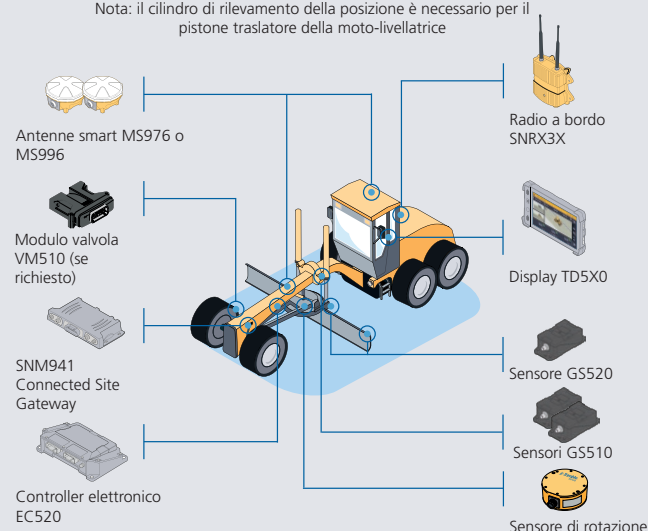 Nota: il cilindro di rilevamento della posizione è necessario per il
pistone traslatore della moto-livellatrice
Antenne smart MS976 o
MS996
Modulo valvola
VM510 (se
richiesto)
SNM941
Connected Site
Gateway
Controller elettronico
EC520
Radio a bordo
SNRX3X
Display TD5X0
Sensore GS520
Sensori GS510
Sensore di rotazione